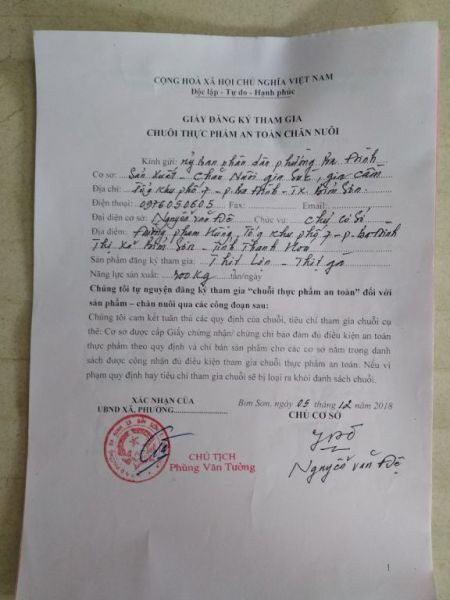 CỘNG HOÀ XÃ HỘI CHỦ NGHĨA VIỆT NAM
Độc lập - Tự do - Hạnh phúc
GIẤY ĐĂNG KÝ THAM GIA
CHUỖI THỰC PHẨM AN TOÀN CHĂN NUÔI
Kính gửi: Uỷ ban nhân dân phường Ba Đình
Cơ sở: Sản xuất - Chăn Nuôi gia súc, gia cầm
Địa chỉ: Tổ 9 khu phố 7 - p. Ba Đình - TX. Bỉm Sơn
Điện thoại: 0976050605 Fax: Email:
Đại diện cơ sở: Nguyễn Văn Đệ Chức vụ: Chủ Cơ Sở
Địa điểm: Đường phạm Hùng, Tổ 9 khu phố 7 - p. Ba Đình
Thị Xã Bỉm Sơn - Tỉnh Thanh Hóa
Sản phẩm đăng ký tham gia: Thịt Lợn - Thịt gà
Năng lực sản xuất: 300 Kg tấn/ngày
Chúng tôi tự nguyện đăng ký tham gia “chuỗi thực phẩm an toàn” đối với
sản phẩm – chăn nuôi qua các công đoạn sau:
Chúng tôi cam kết tuân thủ các quy định của chuỗi, tiêu chí tham gia chuỗi cụ
thể: Cơ sở được cấp Giấy chứng nhận/ chứng chỉ bảo đảm đủ điều kiện an toàn
thực phẩm theo quy định và chỉ bán sản phẩm cho các cơ sở nằm trong danh
sách được công nhận đủ điều kiện tham gia chuỗi thực phẩm an toàn. Nếu vi
phạm quy định hay tiêu chí tham gia chuỗi sẽ bị loại ra khỏi danh sách chuỗi.
Bỉm Sơn, ngày 05 tháng 12 năm 2018
XÁC NHẬN CỦA
UBND XÃ, PHƯỜNG
CHỦ CƠ SỞ
CHỦ TỊCH
Phùng Văn Tưởng
Nguyễn Văn Đệ
1